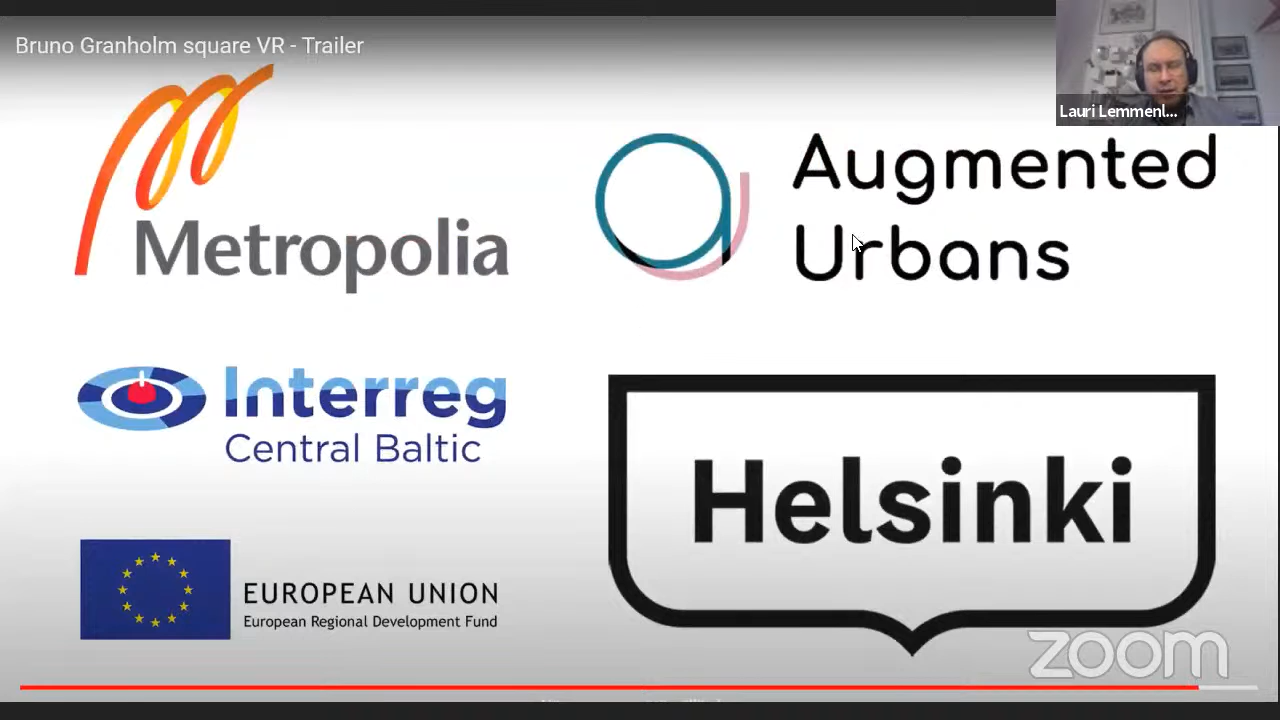 Bruno Granholm square VR - Trailer
Lauri Lemmenl...
Metropolia
Augmented
Urbans
Interreg
Central Baltic
Helsinki
EUROPEAN UNION
European Regional Development Fund
zoom